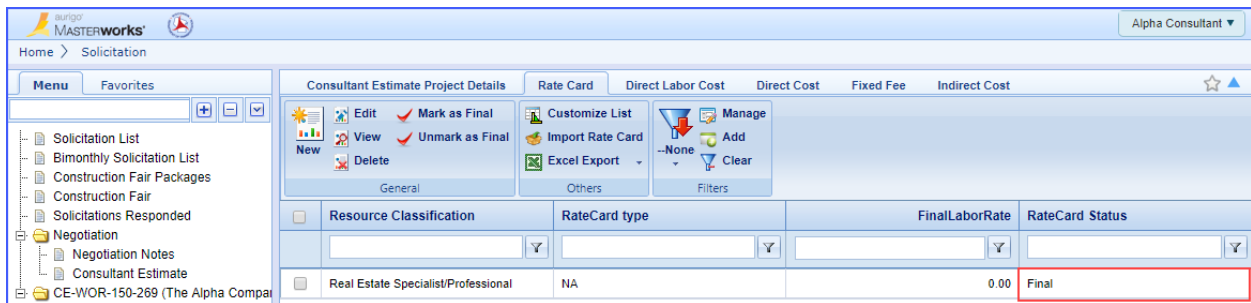 aurigo
MASTERWORKS
Alpha Consultant ▼
Home > Solicitation
Menu Favorites
Consultant Estimate Project Details Rate Card Direct Labor Cost Direct Cost Fixed Fee Indirect Cost
New
Edit Mark as Final
View Unmark as Final
Delete
General
Customize List
Import Rate Card
Excel Export
Others
--None
Manage
Add
Clear
Filters
Solicitation List
Bimonthly Solicitation List
Construction Fair Packages
Construction Fair
Solicitations Responded
Negotiation
Negotiation Notes
Consultant Estimate
CE-WOR-150-269 (The Alpha Compan
Resource Classification RateCard type FinalLaborRate RateCard Status
Real Estate Specialist/Professional NA 0.00 Final